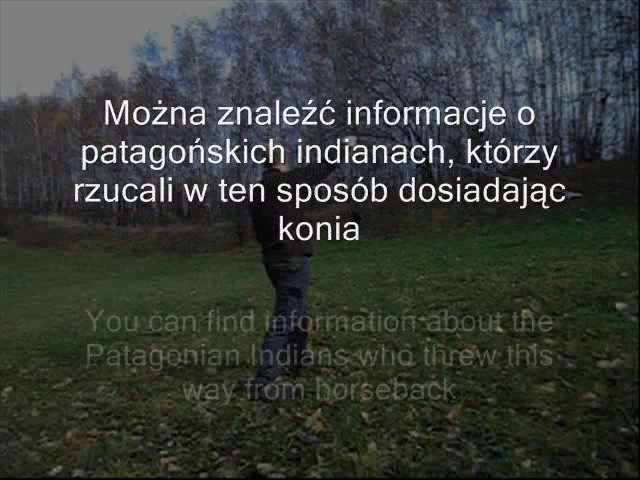 Można znaleźć informacje o
patagońskich indianach, którzy
rzucali w ten sposób dosiadając
konia
You can find information about the
Patagonian Indians who threw this
way from horseback